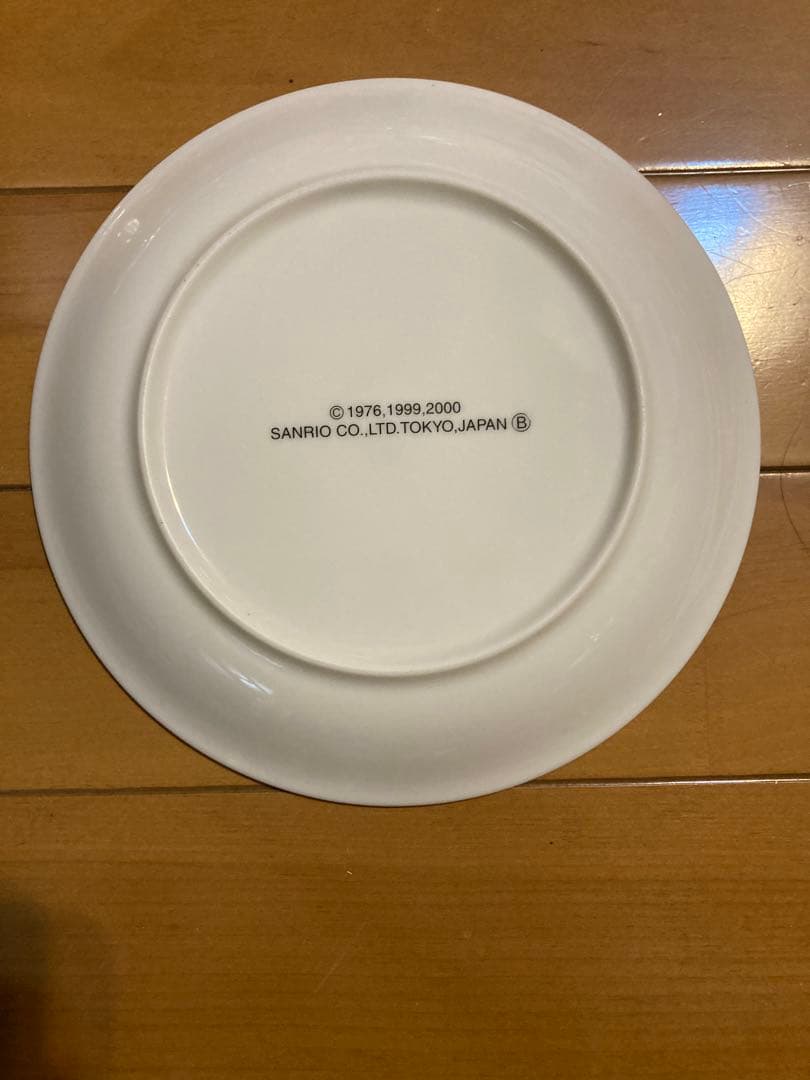 ©1976,1999,2000
SANRIO CO.,LTD.TOKYO,JAPAN Ⓑ